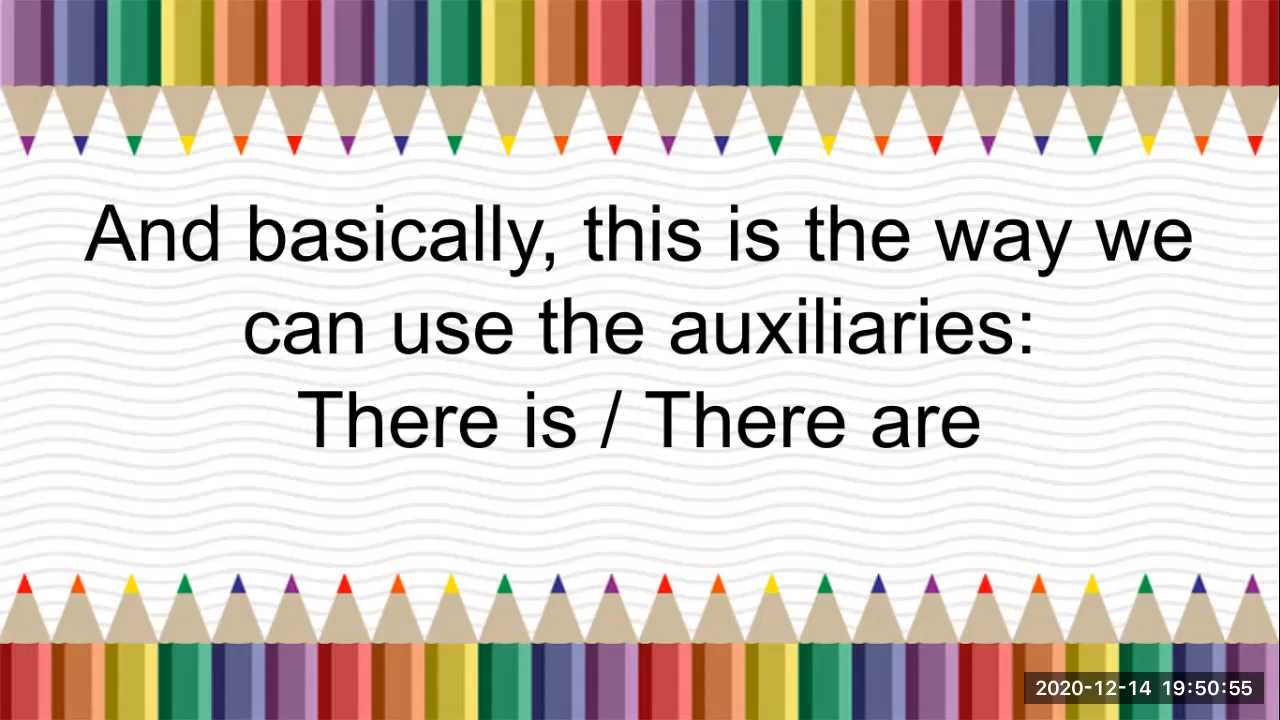 And basically, this is the way we
can use the auxiliaries:
There is / There are
2020-12-14 19:50:55